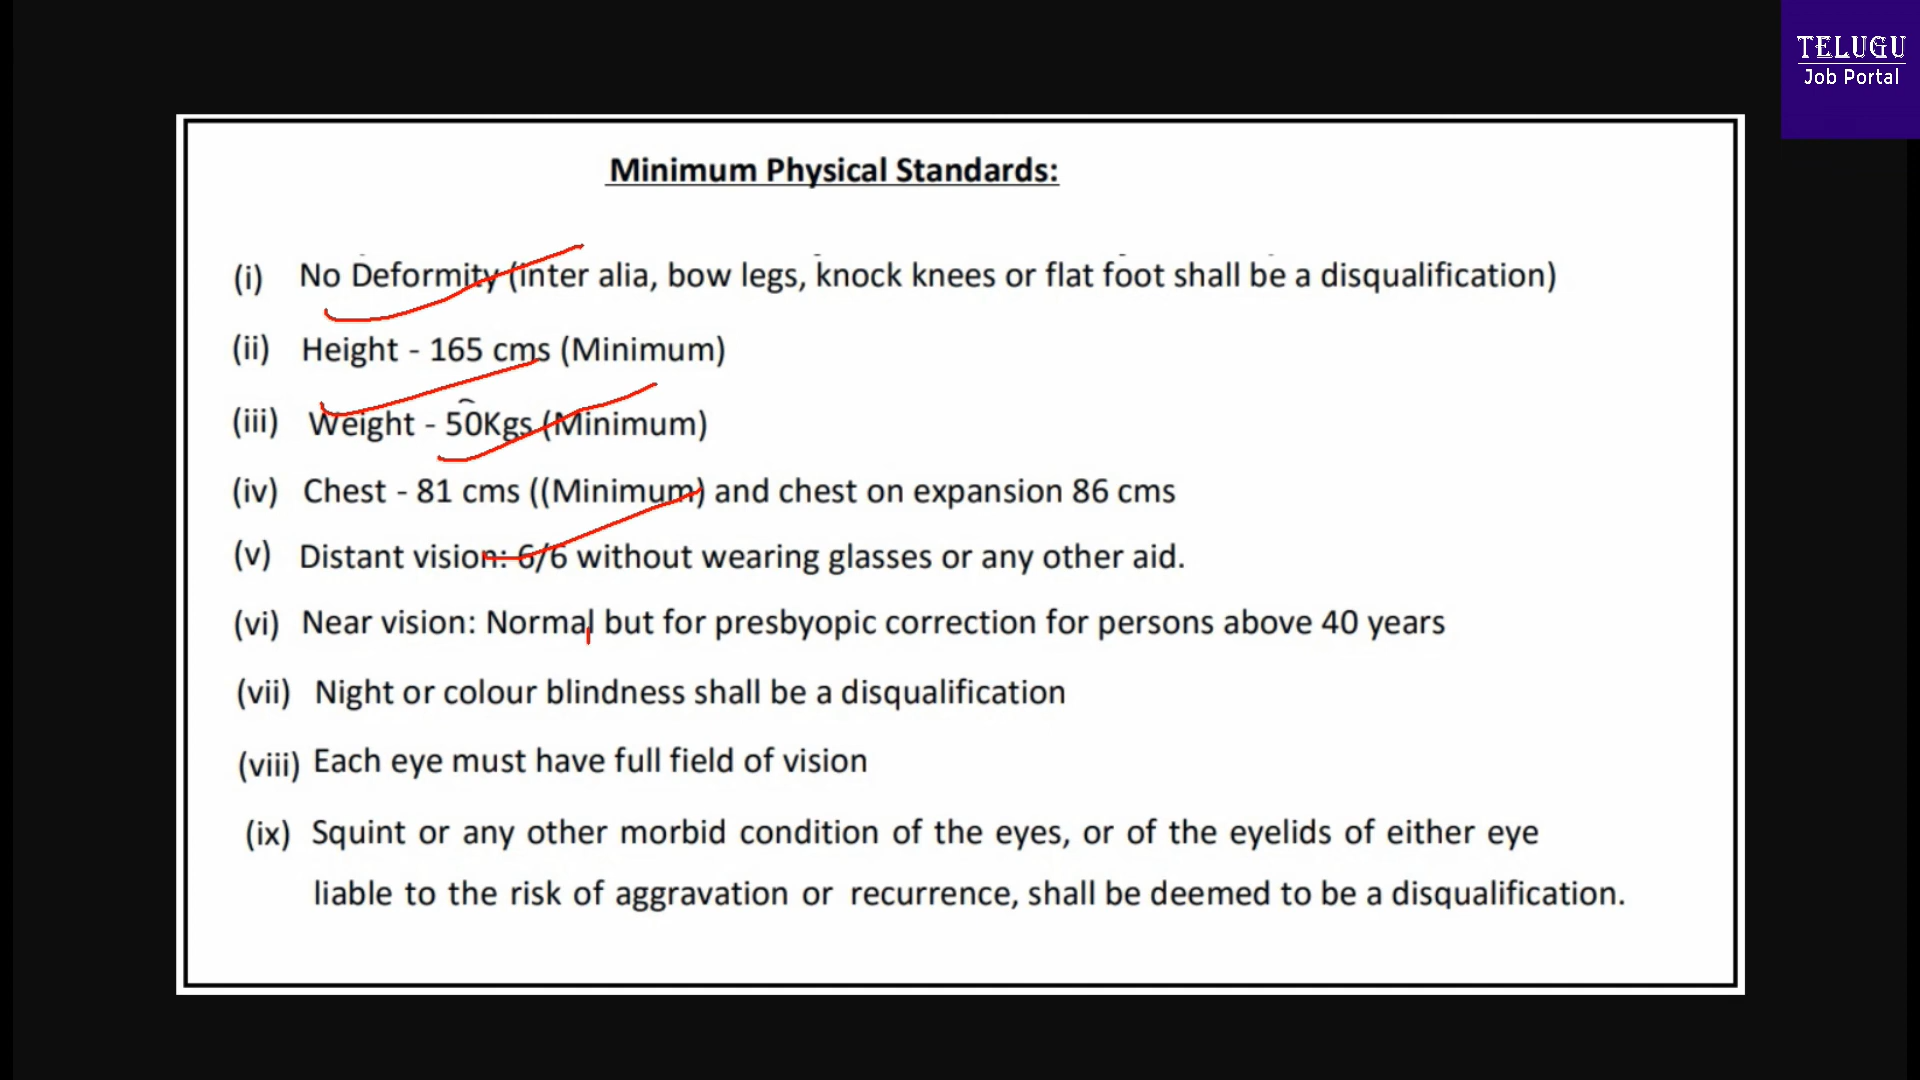 TELUGU
Job Portal
Minimum Physical Standards:
(i) No Deformity (inter alia, bow legs, knock knees or flat foot shall be a disqualification)
(ii) Height - 165 cms (Minimum)
(iii) Weight - 50Kgs (Minimum)
(iv) Chest - 81 cms ((Minimum) and chest on expansion 86 cms
(v) Distant vision: 6/6 without wearing glasses or any other aid.
(vi) Near vision: Normal but for presbyopic correction for persons above 40 years
(vii) Night or colour blindness shall be a disqualification
(viii) Each eye must have full field of vision
(ix) Squint or any other morbid condition of the eyes, or of the eyelids of either eye
liable to the risk of aggravation or recurrence, shall be deemed to be a disqualification.